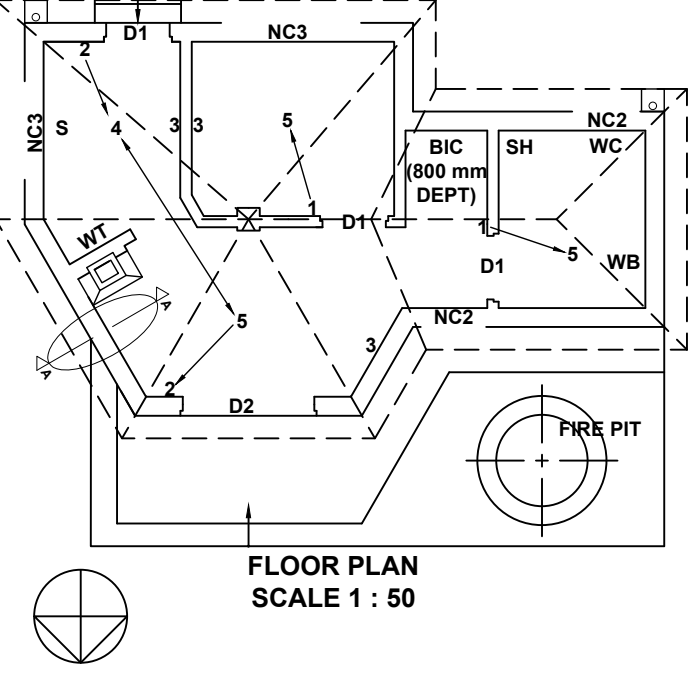 D1
NC3
2
NC3
S
4
3
3
5
BIC
(800 mm
DEPT)
SH
NC2
WC
1
D1
1
5
WT
D1
WB
A
A
5
NC2
3
2
D2
FIRE PIT
FLOOR PLAN
SCALE 1 : 50